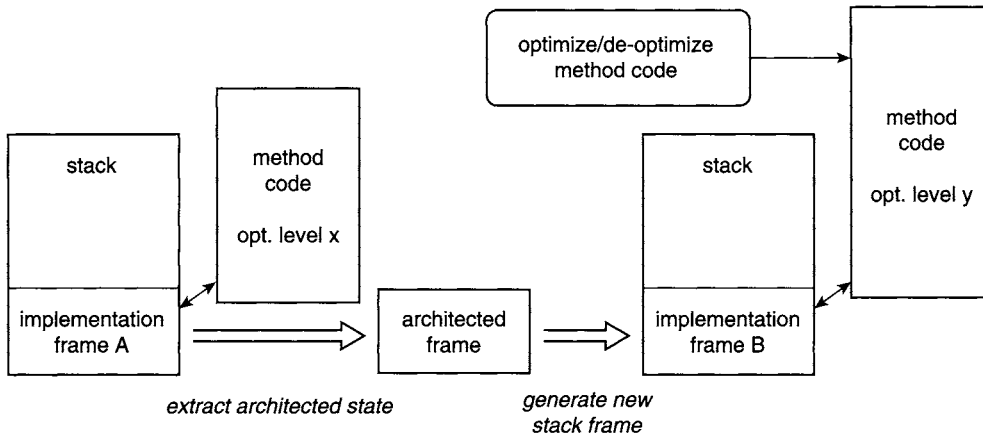 optimize/de-optimize
method code
method
code
opt. level y
stack
method
code
opt. level x
stack
implementation
frame A
architected
frame
implementation
frame B
extract architected state
generate new
stack frame